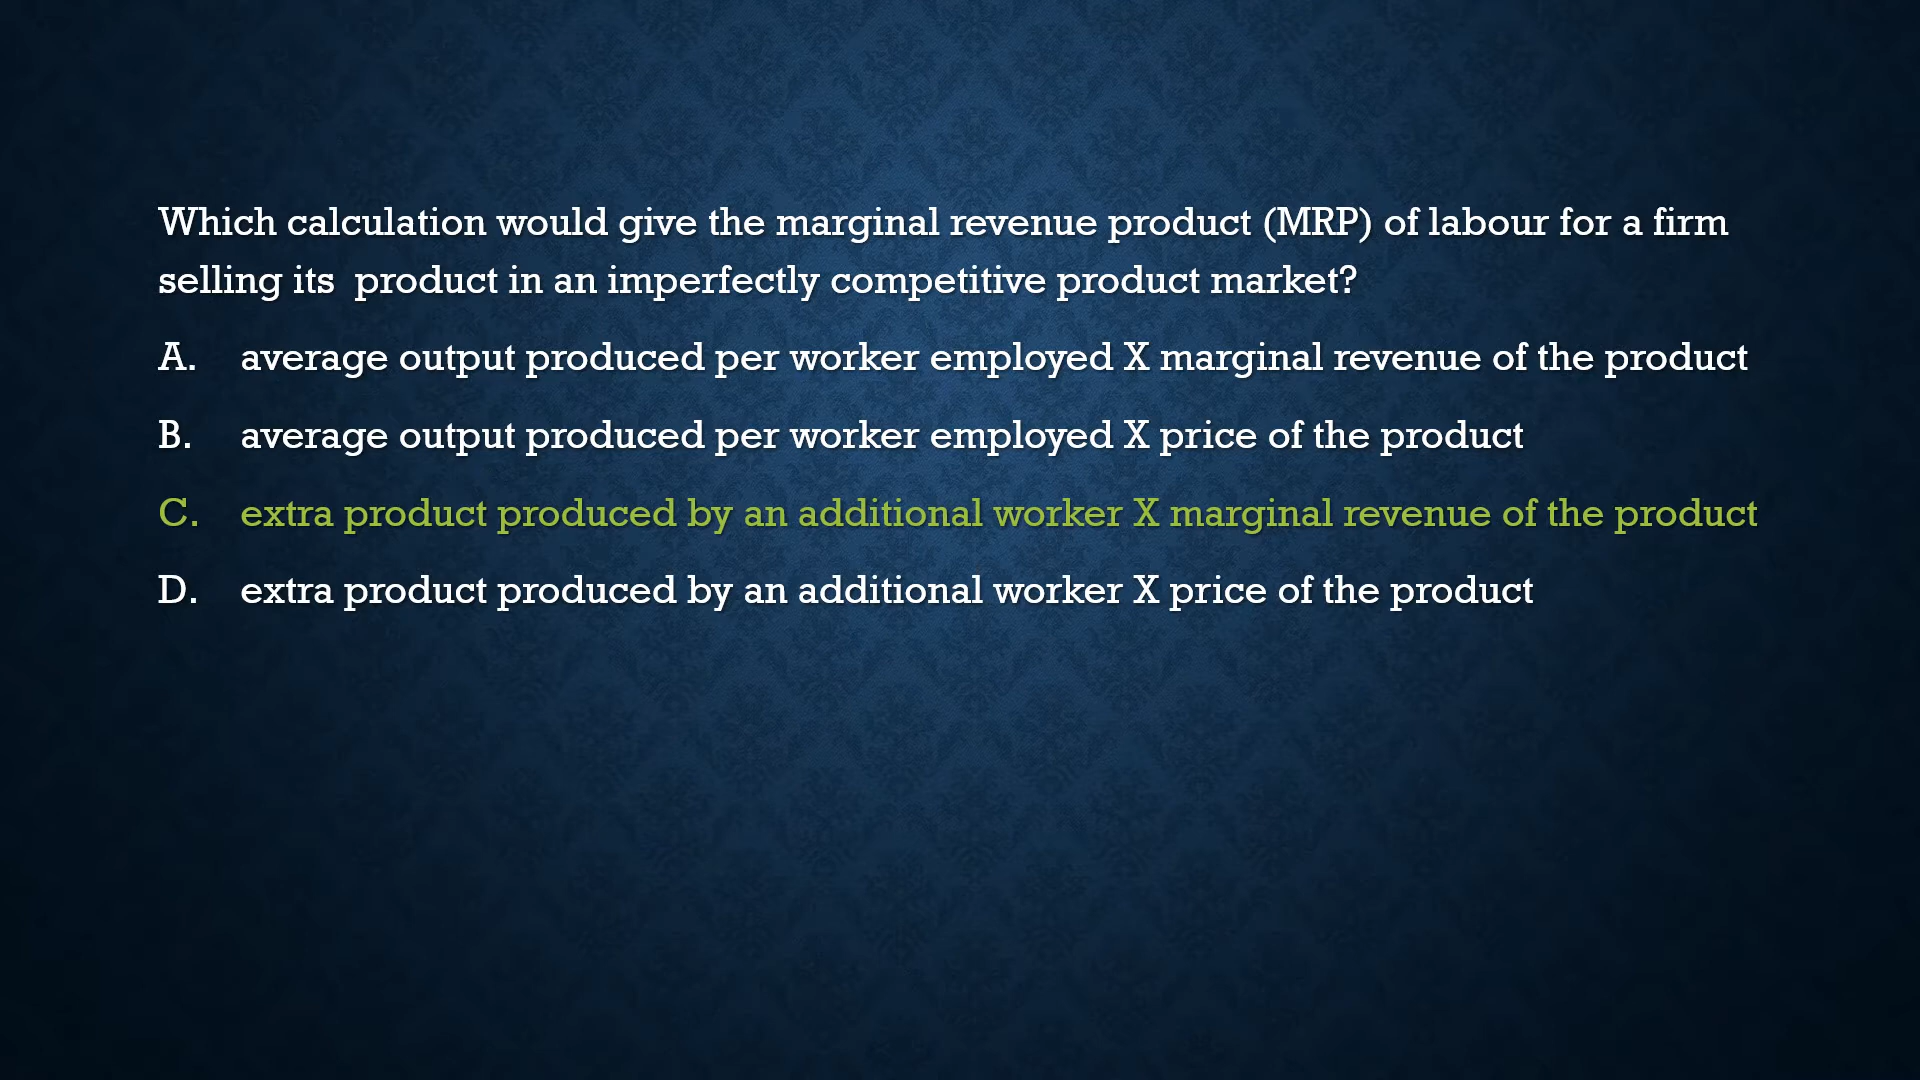 Which calculation would give the marginal revenue product (MRP) of labour for a firm
selling its  product in an imperfectly competitive product market?
A. average output produced per worker employed X marginal revenue of the product
B. average output produced per worker employed X price of the product
C. extra product produced by an additional worker X marginal revenue of the product
D. extra product produced by an additional worker X price of the product